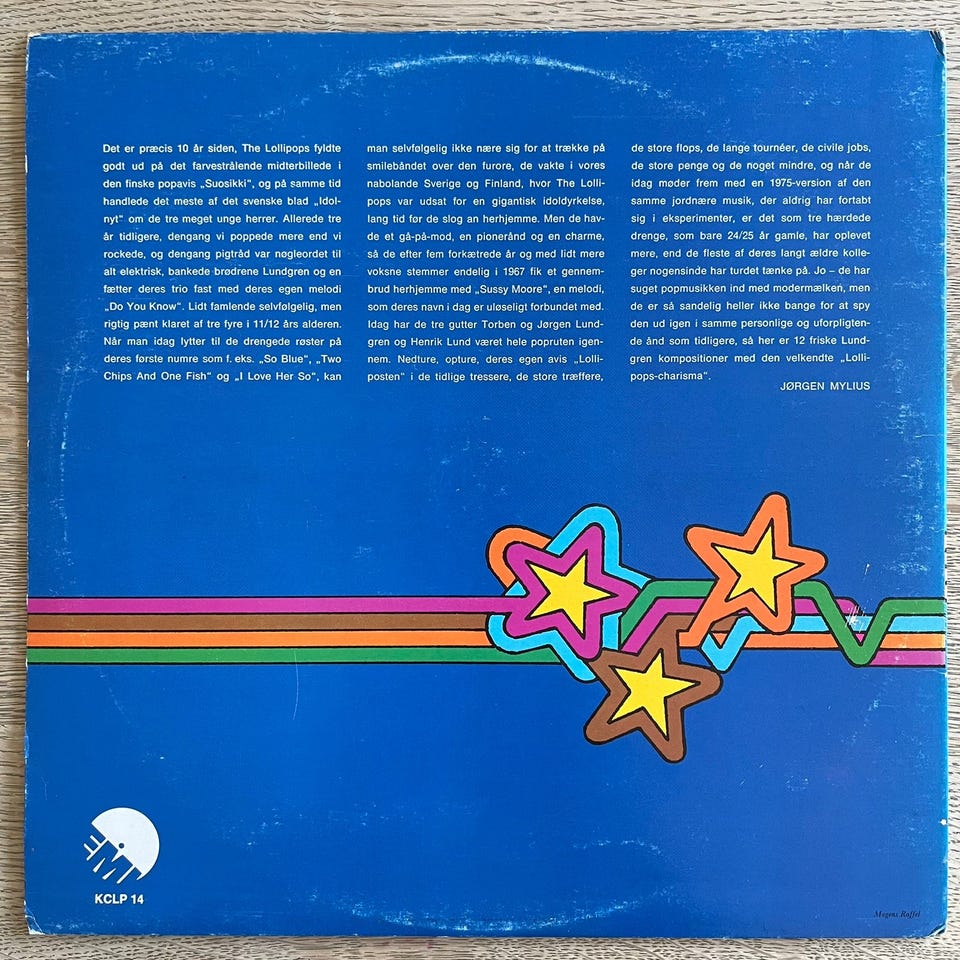 Det er præcis 10 år siden, The Lollipops fyldte
godt ud på det farvestrålende midterbillede i
den finske popavis „Suosikki“, og på samme tid
handlede det meste af det svenske blad „Idol-
nyt“ om de tre meget unge herrer. Allerede tre
år tidligere, dengang vi poppede mere end vi
rockede, og dengang pigtråd var nøgleordet til
alt elektrisk, bankede brødrene Lundgren og en
fætter deres trio fast med deres egen melodi
„Do You Know“. Lidt famlende selvfølgelig, men
rigtig pænt klaret af tre fyre i 11/12 års alderen.
Når man idag lytter til de drengede røster på
deres første numre som f. eks. „So Blue“, „Two
Chips And One Fish“ og „I Love Her So“, kan
man selvfølgelig ikke nære sig for at trække på
smilebåndet over den furore, de vakte i vores
nabolande Sverige og Finland, hvor The Lolli-
pops var udsat for en gigantisk idoldyrkelse,
lang tid før de slog an herhjemme. Men de hav-
de et gå-på-mod, en pionerånd og en charme,
så de efter fem forkætrede år og med lidt mere
voksne stemmer endelig i 1967 fik et gennem-
brud herhjemme med „Sussy Moore“, en melodi,
som deres navn i dag er uløseligt forbundet med.
Idag har de tre gutter Torben og Jørgen Lund-
gren og Henrik Lund været hele popruten igen-
nem. Nedture, opture, deres egen avis „Lolli-
posten“ i de tidlige tressere, de store træffere,
de store flops, de lange tournéer, de civile jobs,
de store penge og de noget mindre, og når de
idag møder frem med en 1975-version af den
samme jordnære musik, der aldrig har fortabt
sig i eksperimenter, er det som tre hærdede
drenge, som bare 24/25 år gamle, har oplevet
mere, end de fleste af deres langt ældre kolle-
ger nogensinde har turdet tænke på. Jo – de har
suget popmusikken ind med modermælken, men
de er så sandelig heller ikke bange for at spy
den ud igen i samme personlige og uforpligten-
de ånd som tidligere, så her er 12 friske Lund-
gren kompositioner med den velkendte „Lolli-
pops-charisma“.
JØRGEN MYLIUS
EMI
KCLP 14
Mogens Raffel